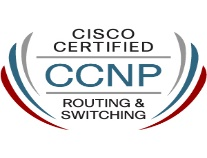 CISCO
CERTIFIED
CCNP
ROUTING &
SWITCHING